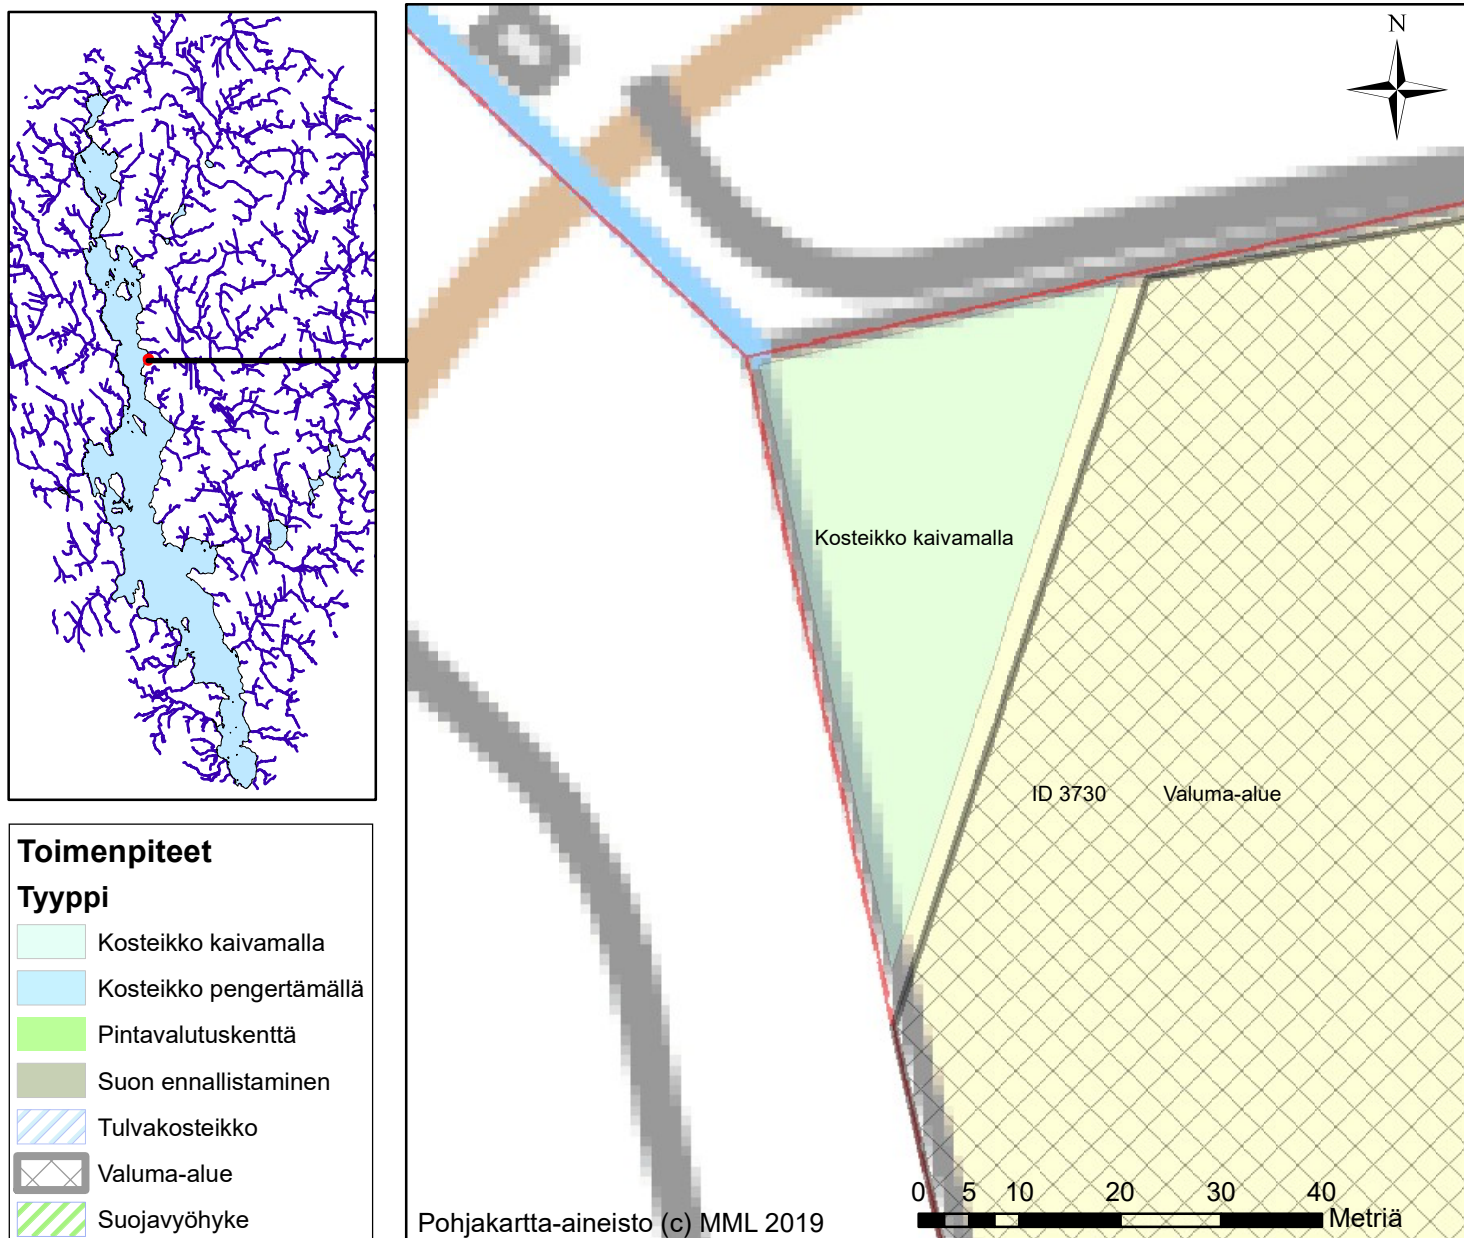 N
Kosteikko kaivamalla
ID 3730 Valuma-alue
Toimenpiteet
Tyyppi
Kosteikko kaivamalla
Kosteikko pengertämällä
Pintavalutuskenttä
Suon ennallistaminen
Tulvakosteikko
Valuma-alue
Suojavyöhyke
0 5 10 20 30 40
Metriä
Pohjakartta-aineisto (c) MML 2019